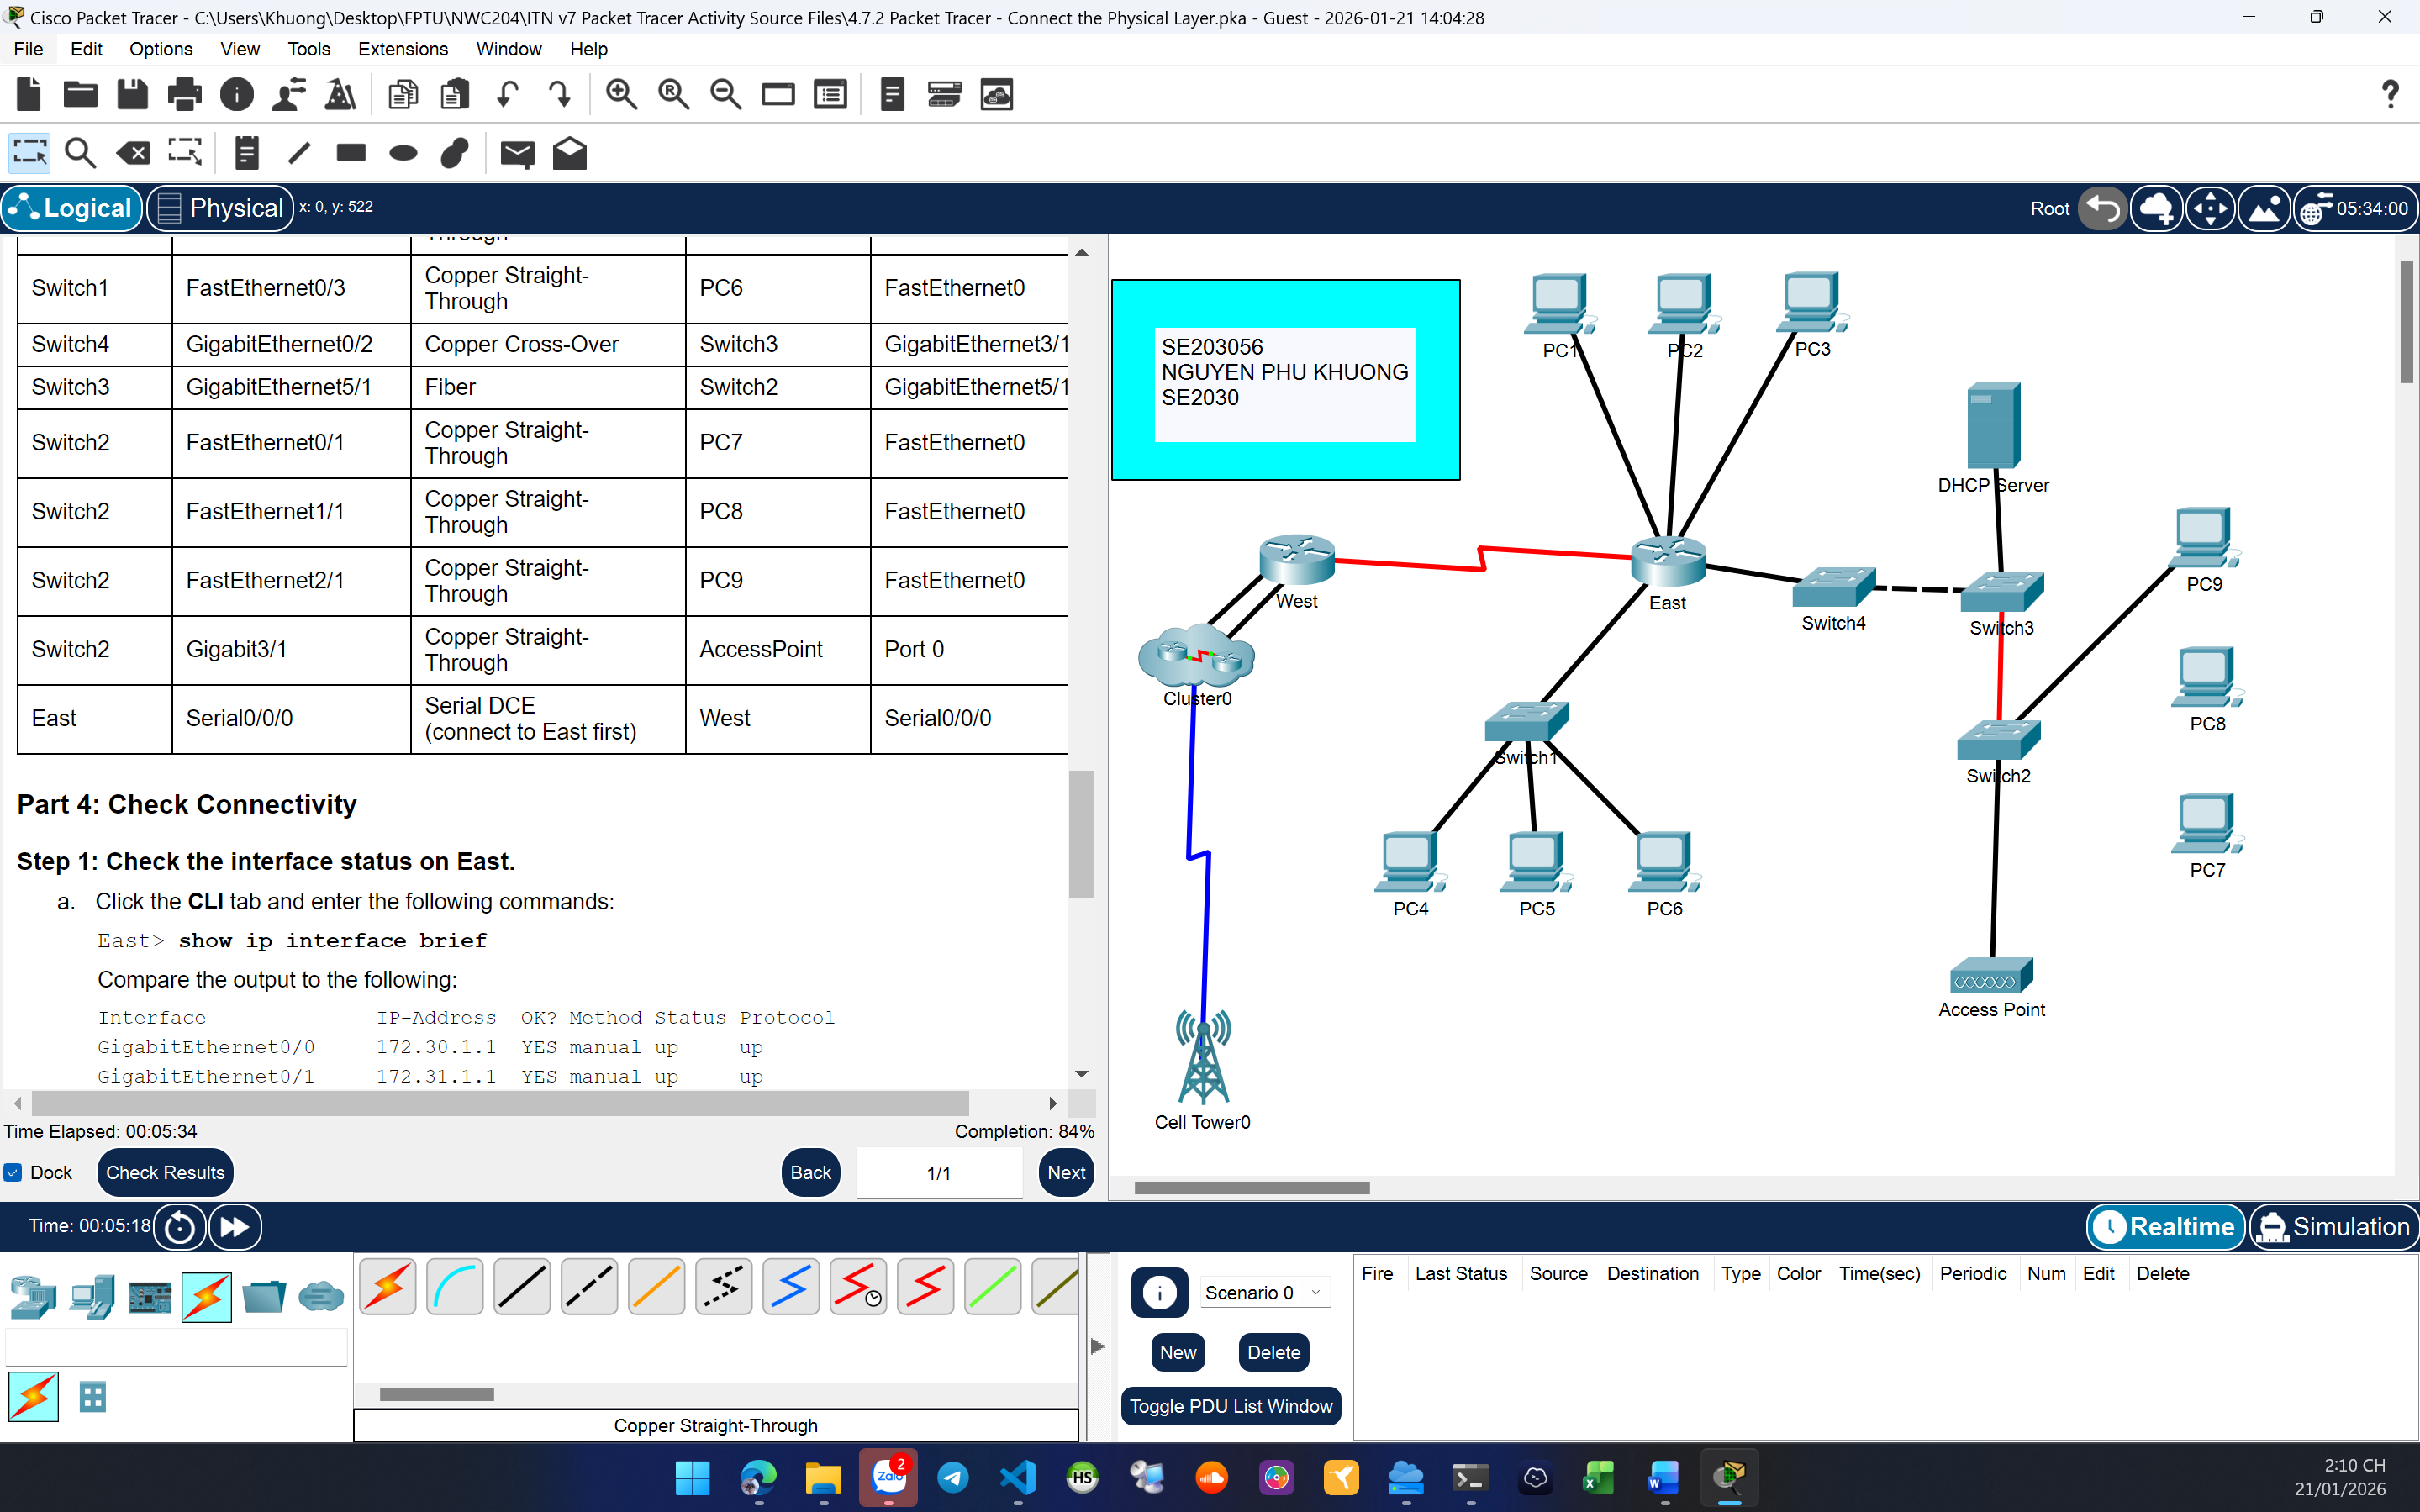 Cisco Packet Tracer - C:\Users\Khuong\Desktop\FPTU\NWC204\ITN v7 Packet Tracer Activity Source Files\4.7.2 Packet Tracer - Connect the Physical Layer.pka - Guest - 2026-01-21 14:04:28
File Edit Options View Tools Extensions Window Help
Logical Physical x: 0, y: 522 Root 05:34:00
Switch1 FastEthernet0/3 Copper Straight-
Through PC6 FastEthernet0
Switch4 GigabitEthernet0/2 Copper Cross-Over Switch3 GigabitEthernet3/1
Switch3 GigabitEthernet5/1 Fiber Switch2 GigabitEthernet5/1
Switch2 FastEthernet0/1 Copper Straight-
Through PC7 FastEthernet0
Switch2 FastEthernet1/1 Copper Straight-
Through PC8 FastEthernet0
Switch2 FastEthernet2/1 Copper Straight-
Through PC9 FastEthernet0
Switch2 Gigabit3/1 Copper Straight-
Through AccessPoint Port 0
East Serial0/0/0 Serial DCE
(connect to East first) West Serial0/0/0
Part 4: Check Connectivity
Step 1: Check the interface status on East.
a. Click the CLI tab and enter the following commands:
East> show ip interface brief
Compare the output to the following:
Interface IP-Address OK? Method Status Protocol
GigabitEthernet0/0 172.30.1.1 YES manual up up
GigabitEthernet0/1 172.31.1.1 YES manual up up
Time Elapsed: 00:05:34 Completion: 84%
Dock Check Results Back 1/1 Next
SE203056
NGUYEN PHU KHUONG
SE2030
PC1 PC2 PC3
DHCP Server
PC9
West East Switch4 Switch3
Cluster0
PC8
Switch1 Switch2
PC7
PC4 PC5 PC6
Access Point
Cell Tower0
Time: 00:05:18 Realtime Simulation
Scenario 0
New Delete
Toggle PDU List Window
Fire Last Status Source Destination Type Color Time(sec) Periodic Num Edit Delete
Copper Straight-Through
Zalo 2 HS
2:10 CH
21/01/2026